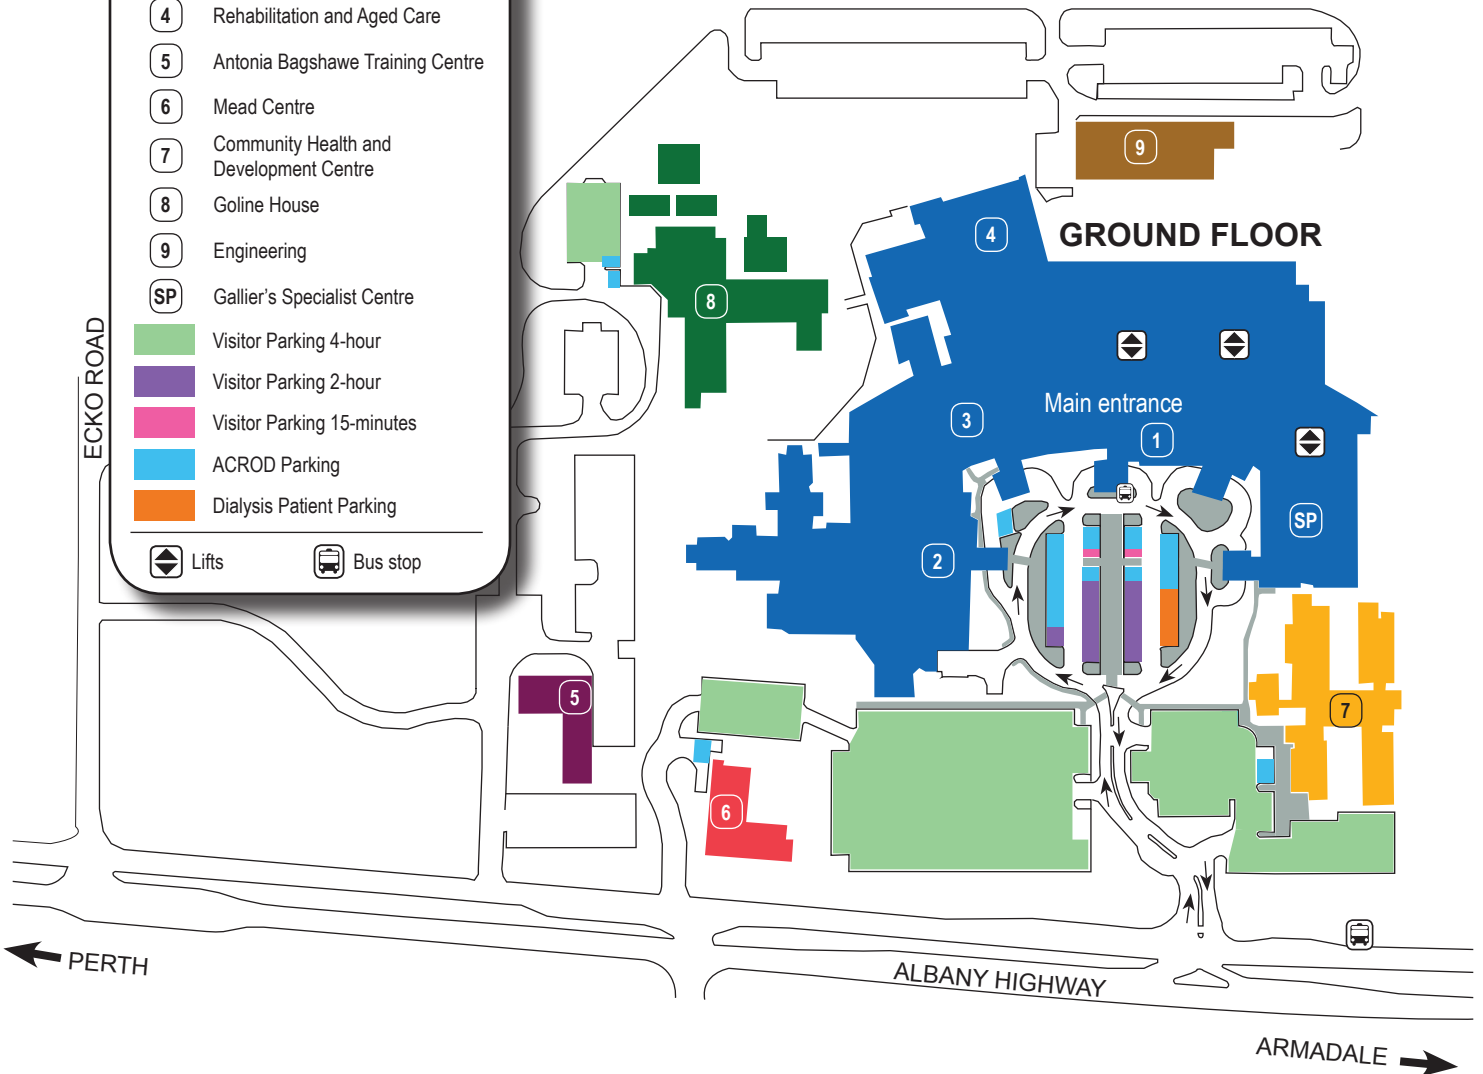 4 Rehabilitation and Aged Care
5 Antonia Bagshawe Training Centre
6 Mead Centre
7 Community Health and
Development Centre
8 Goline House
9 Engineering
SP Gallier's Specialist Centre
Visitor Parking 4-hour
Visitor Parking 2-hour
Visitor Parking 15-minutes
ACROD Parking
Dialysis Patient Parking
Lifts
Bus stop
ECKO ROAD
9
4
GROUND FLOOR
8
Main entrance
3
1
SP
2
5
7
6
PERTH
ALBANY HIGHWAY
ARMADALE